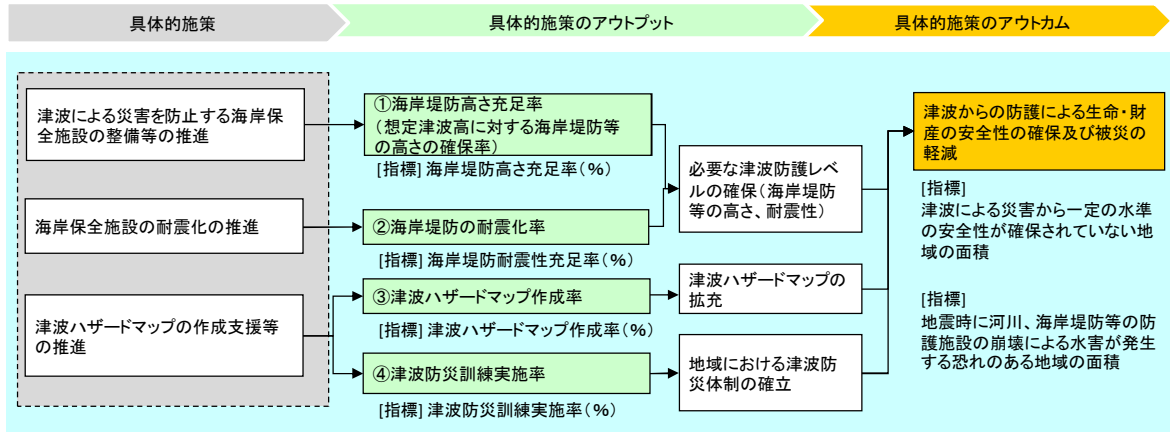 具体的施策
具体的施策のアウトプット
具体的施策のアウトカム
津波による災害を防止する海岸保
全施設の整備等の推進
海岸保全施設の耐震化の推進
津波ハザードマップの作成支援等
の推進
①海岸堤防高さ充足率
(想定津波高に対する海岸堤防等
の高さの確保率)
[指標] 海岸堤防高さ充足率(%)
②海岸堤防の耐震化率
[指標] 海岸堤防耐震性充足率(%)
③津波ハザードマップ作成率
[指標] 津波ハザードマップ作成率(%)
④津波防災訓練実施率
[指標] 津波防災訓練実施率(%)
必要な津波防護レベ
ルの確保(海岸堤防
等の高さ、耐震性)
津波ハザードマップの
拡充
地域における津波防
災体制の確立
津波からの防護による生命・財
産の安全性の確保及び被災の
軽減
[指標]
津波による災害から一定の水準
の安全性が確保されていない地
域の面積
[指標]
地震時に河川、海岸堤防等の防
護施設の崩壊による水害が発生
する恐れのある地域の面積